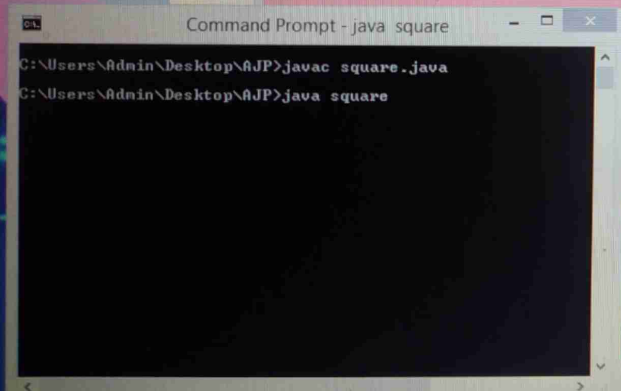 Command Prompt - java square
C:\Users\Admin\Desktop\AJP>javac square.java
C:\Users\Admin\Desktop\AJP>java square